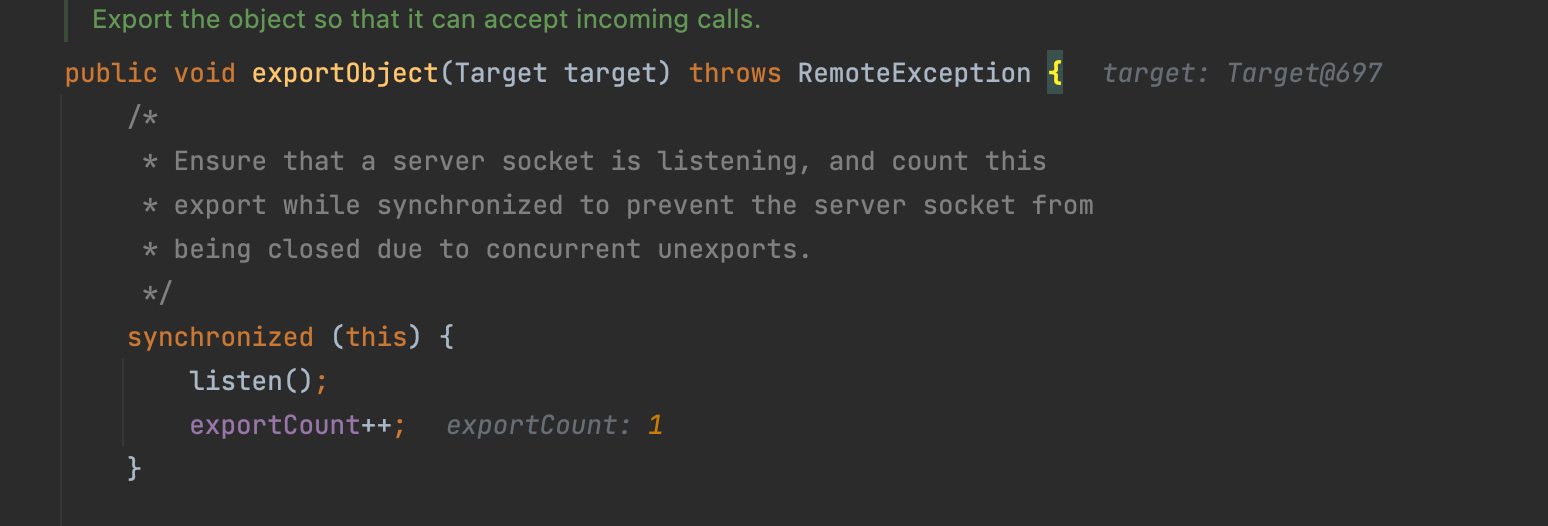 Export the object so that it can accept incoming calls.
public void exportObject(Target target) throws RemoteException {  target: Target@697
/*
* Ensure that a server socket is listening, and count this
* export while synchronized to prevent the server socket from
* being closed due to concurrent unexports.
*/
synchronized (this) {
listen();
exportCount++;  exportCount: 1
}